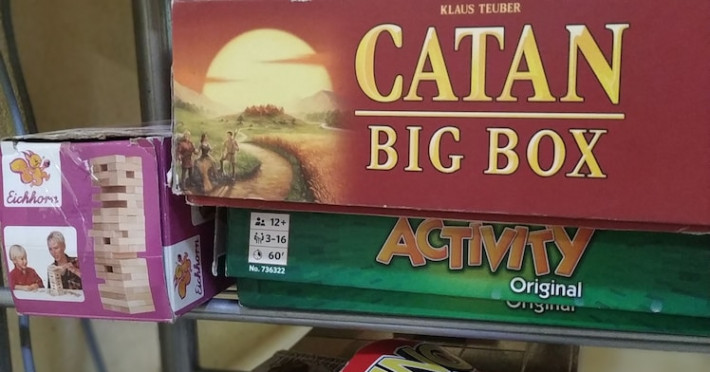 KLAUS TEUBER
CATAN
BIG BOX
Eichhorn
Eichhorn
12+
3-16
60'
No. 736322
ACTIVITY
Original
Original